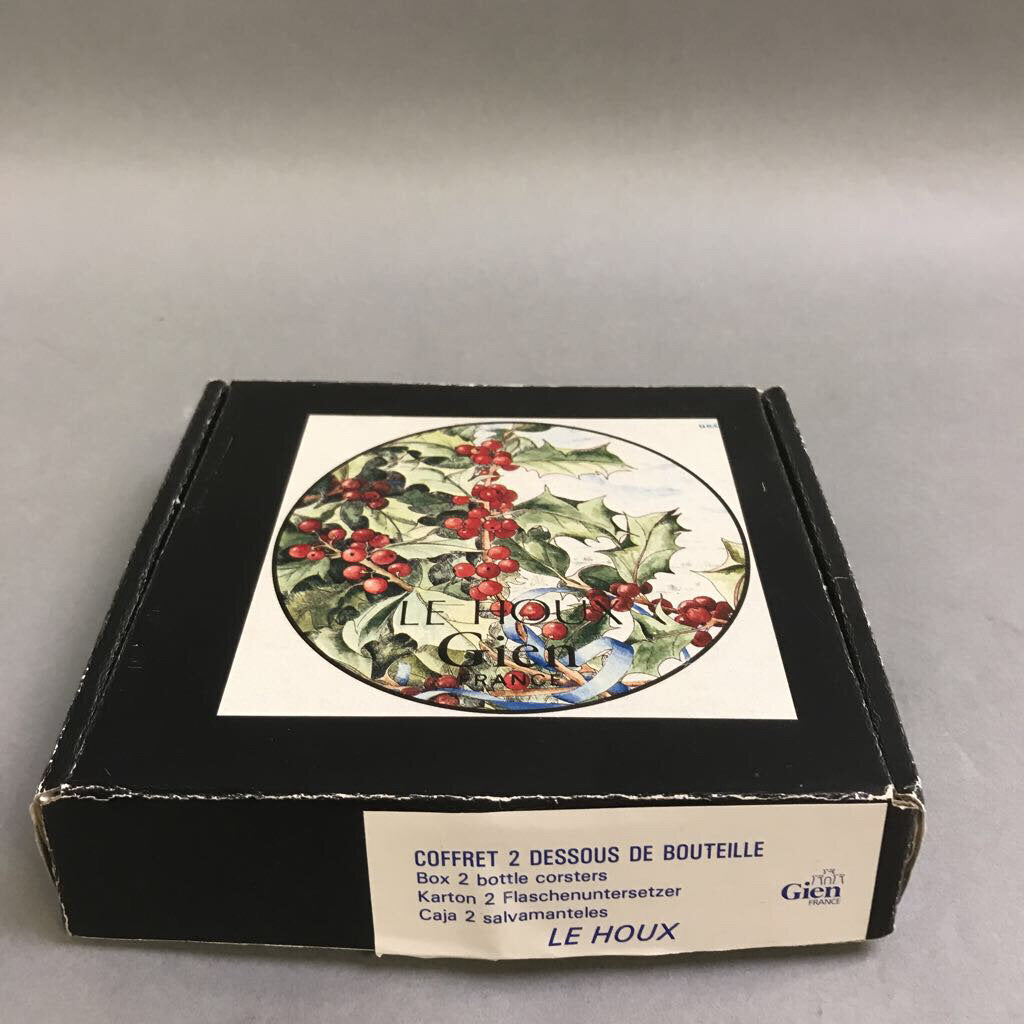 LE HOUX
Gien
FRANCE
COFFRET 2 DESSOUS DE BOUTEILLE
Box 2 bottle corsters
Karton 2 Flaschenuntersetzer
Caja 2 salvamanteles
LE HOUX
Gien
FRANCE